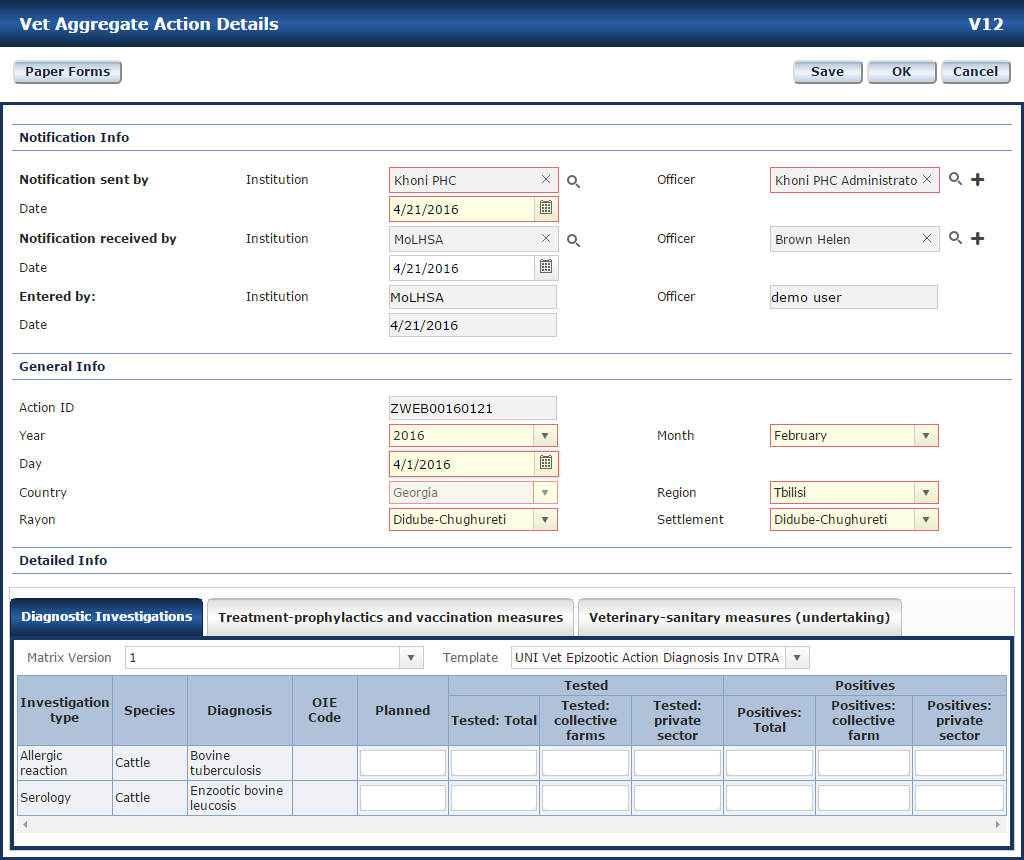 Vet Aggregate Action Details V12
Paper Forms Save OK Cancel
Notification Info
Notification sent by Institution Khoni PHC Officer Khoni PHC Administrato
Date 4/21/2016
Notification received by Institution MoLHSA Officer Brown Helen
Date 4/21/2016
Entered by: Institution MoLHSA Officer demo user
Date 4/21/2016
General Info
Action ID ZWEB00160121
Year 2016 Month February
Day 4/1/2016
Country Georgia Region Tbilisi
Rayon Didube-Chughureti Settlement Didube-Chughureti
Detailed Info
Diagnostic Investigations Treatment-prophylactics and vaccination measures Veterinary-sanitary measures (undertaking)
Matrix Version 1 Template UNI Vet Epizootic Action Diagnosis Inv DTRA
Investigation
type
Species
Diagnosis
OIE
Code
Planned
Tested
Tested: Total
Tested:
collective
farms
Tested:
private
sector
Positives
Positives:
Total
Positives:
collective
farm
Positives:
private
sector
Allergic
reaction
Cattle
Bovine
tuberculosis
Serology
Cattle
Enzootic bovine
leucosis